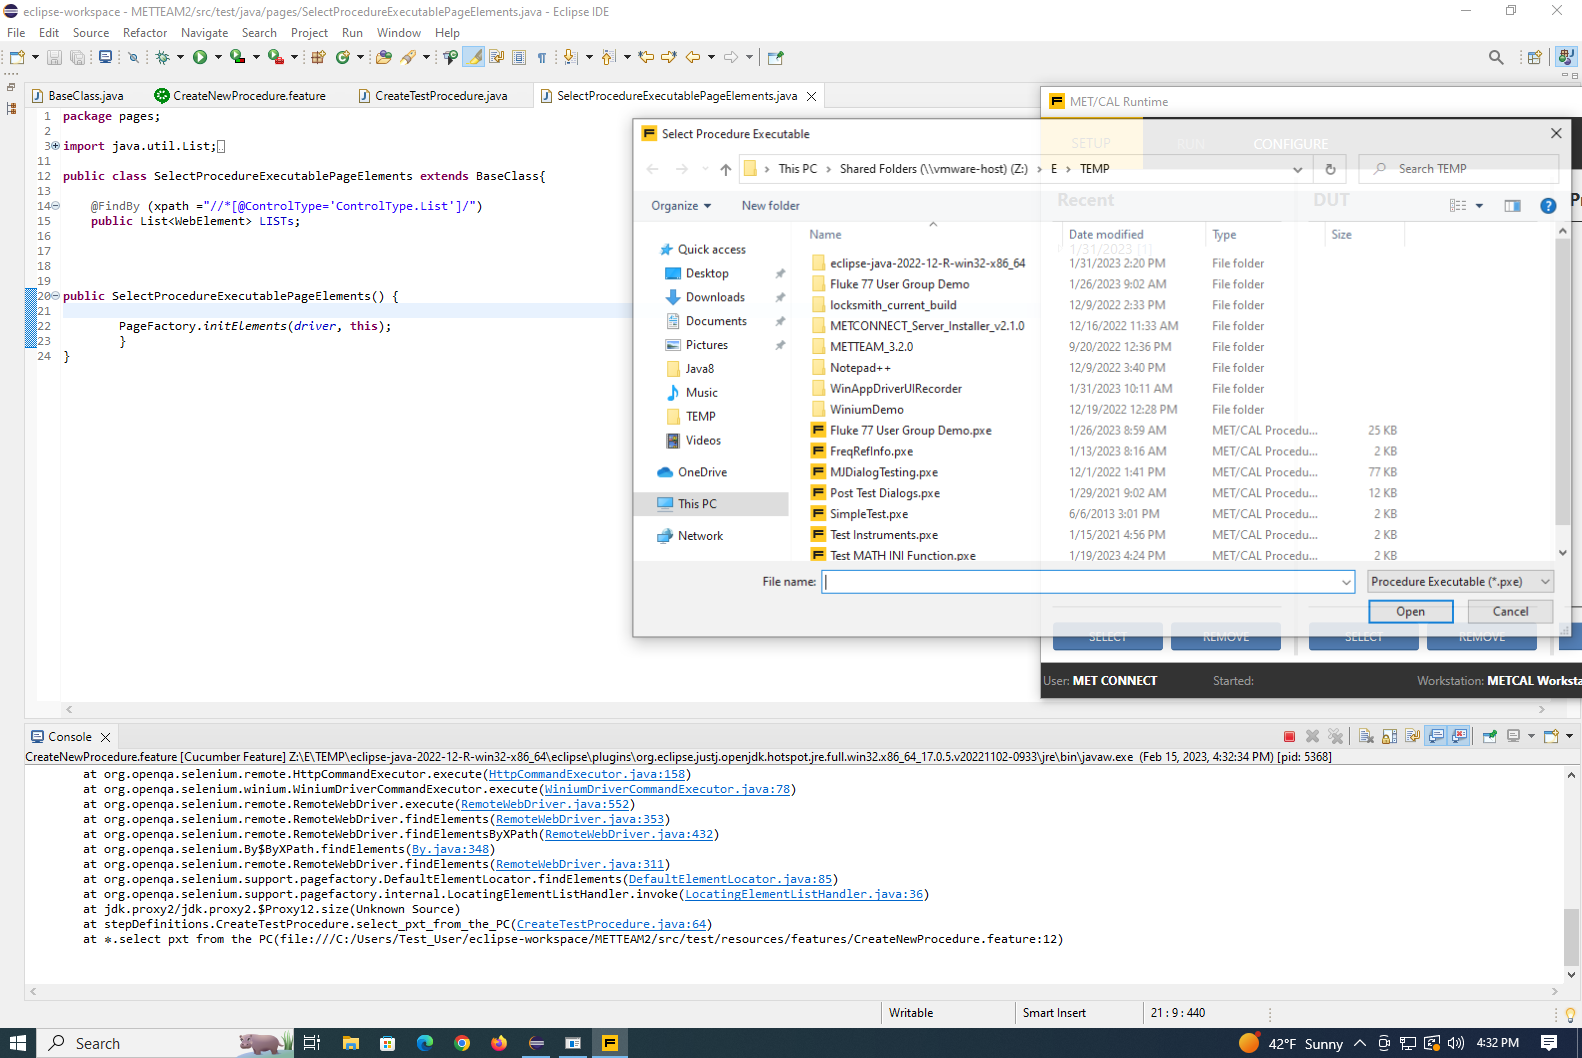 eclipse-workspace - METTEAM2/src/test/java/pages/SelectProcedureExecutablePageElements.java - Eclipse IDE
File Edit Source Refactor Navigate Search Project Run Window Help
BaseClass.java CreateNewProcedure.feature CreateTestProcedure.java SelectProcedureExecutablePageElements.java
1 package pages;
2
3 import java.util.List;
11
12 public class SelectProcedureExecutablePageElements extends BaseClass{
13
14 @FindBy (xpath ="//*[@ControlType='ControlType.List']/")
15 public List<WebElement> LISTs;
16
17
18
19
20 public SelectProcedureExecutablePageElements() {
21
22 PageFactory.initElements(driver, this);
23 }
24 }
MET/CAL Runtime
SETUP RUN CONFIGURE
Recent DUT
1/31/2023 [1]
Select Procedure Executable
This PC > Shared Folders (\\vmware-host) (Z:) > E > TEMP
Search TEMP
Organize New folder
Quick access
Desktop
Downloads
Documents
Pictures
Java8
Music
TEMP
Videos
OneDrive
This PC
Network
Name Date modified Type Size
eclipse-java-2022-12-R-win32-x86_64 1/31/2023 2:20 PM File folder
Fluke 77 User Group Demo 1/26/2023 9:02 AM File folder
locksmith_current_build 12/9/2022 2:33 PM File folder
METCONNECT_Server_Installer_v2.1.0 12/16/2022 11:33 AM File folder
METTEAM_3.2.0 9/20/2022 12:36 PM File folder
Notepad++ 12/9/2022 3:40 PM File folder
WinAppDriverUIRecorder 1/31/2023 10:11 AM File folder
WiniumDemo 12/19/2022 12:28 PM File folder
Fluke 77 User Group Demo.pxe 1/26/2023 8:59 AM MET/CAL Procedu... 25 KB
FreqRefInfo.pxe 1/13/2023 8:16 AM MET/CAL Procedu... 2 KB
MJDialogTesting.pxe 12/1/2022 1:41 PM MET/CAL Procedu... 77 KB
Post Test Dialogs.pxe 1/29/2021 9:02 AM MET/CAL Procedu... 12 KB
SimpleTest.pxe 6/6/2013 3:01 PM MET/CAL Procedu... 2 KB
Test Instruments.pxe 1/15/2021 4:56 PM MET/CAL Procedu... 2 KB
Test MATH INI Function.pxe 1/19/2023 4:24 PM MET/CAL Procedu... 2 KB
File name: Procedure Executable (*.pxe)
Open Cancel
SELECT REMOVE SELECT REMOVE
User: MET CONNECT Started: Workstation: METCAL Worksta
Console
CreateNewProcedure.feature [Cucumber Feature] Z:\E\TEMP\eclipse-java-2022-12-R-win32-x86_64\eclipse\plugins\org.eclipse.justj.openjdk.hotspot.jre.full.win32.x86_64_17.0.5.v20221102-0933\jre\bin\javaw.exe (Feb 15, 2023, 4:32:34 PM) [pid: 5368]
at org.openqa.selenium.remote.HttpCommandExecutor.execute(HttpCommandExecutor.java:158)
at org.openqa.selenium.winium.WiniumDriverCommandExecutor.execute(WiniumDriverCommandExecutor.java:78)
at org.openqa.selenium.remote.RemoteWebDriver.execute(RemoteWebDriver.java:552)
at org.openqa.selenium.remote.RemoteWebDriver.findElements(RemoteWebDriver.java:353)
at org.openqa.selenium.remote.RemoteWebDriver.findElementsByXPath(RemoteWebDriver.java:432)
at org.openqa.selenium.By$ByXPath.findElements(By.java:348)
at org.openqa.selenium.remote.RemoteWebDriver.findElements(RemoteWebDriver.java:311)
at org.openqa.selenium.support.pagefactory.DefaultElementLocator.findElements(DefaultElementLocator.java:85)
at org.openqa.selenium.support.pagefactory.internal.LocatingElementListHandler.invoke(LocatingElementListHandler.java:36)
at jdk.proxy2/jdk.proxy2.$Proxy12.size(Unknown Source)
at stepDefinitions.CreateTestProcedure.select_pxt_from_the_PC(CreateTestProcedure.java:64)
at *.select pxt from the PC(file:///C:/Users/Test_User/eclipse-workspace/METTEAM2/src/test/resources/features/CreateNewProcedure.feature:12)
Writable Smart Insert 21 : 9 : 440
Search 42°F Sunny 4:32 PM